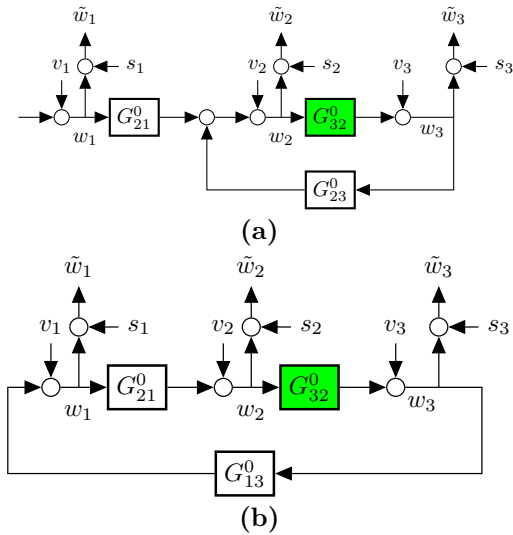 w̃₁ w̃₂ w̃₃
v₁ s₁ v₂ s₂ v₃ s₃
w₁ G⁰₂₁ w₂ G⁰₃₂ w₃
G⁰₂₃
(a)
w̃₁ w̃₂ w̃₃
v₁ s₁ v₂ s₂ v₃ s₃
w₁ G⁰₂₁ w₂ G⁰₃₂ w₃
G⁰₁₃
(b)